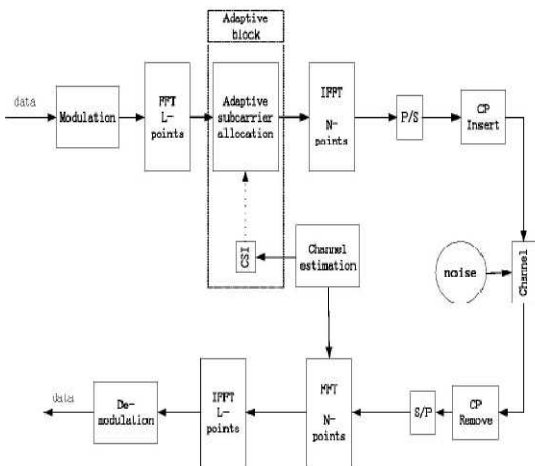 Adaptive
block
data
Modulation
FFT
L-
points
Adaptive
subcarrier
allocation
IFFT
N-
points
P/S
CP
Insert
CSI
Channel
estimation
noise
Channel
data
De-
modulation
IFFT
L-
points
FFT
N-
points
S/P
CP
Remove